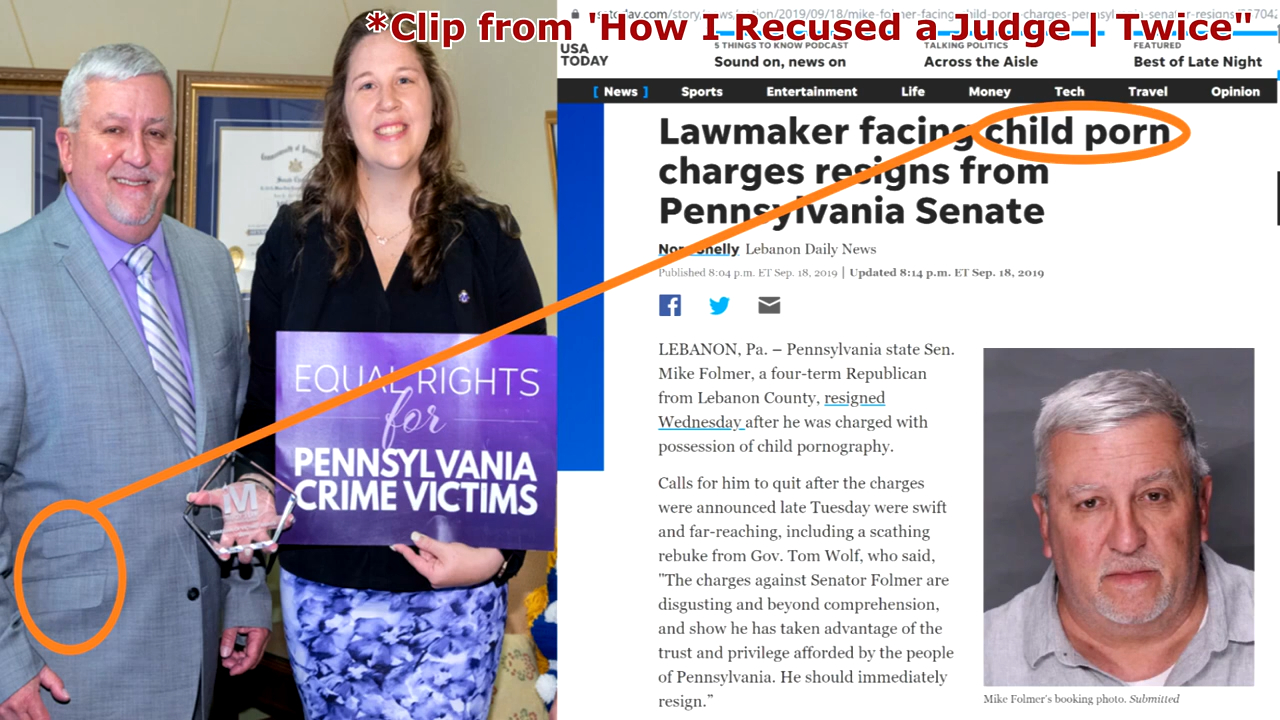 *Clip from 'How I Recused a Judge | Twice"
USA
TODAY
5 THINGS TO KNOW PODCAST
Sound on, news on
TALKING POLITICS
Across the Aisle
FEATURED
Best of Late Night
[ News ] Sports Entertainment Life Money Tech Travel Opinion
Lawmaker facing child porn
charges resigns from
Pennsylvania Senate
Lebanon Daily News
Published 8:04 p.m. ET Sep. 18, 2019 | Updated 8:14 p.m. ET Sep. 18, 2019
LEBANON, Pa. – Pennsylvania state Sen.
Mike Folmer, a four-term Republican
from Lebanon County, resigned
Wednesday after he was charged with
possession of child pornography.
Calls for him to quit after the charges
were announced late Tuesday were swift
and far-reaching, including a scathing
rebuke from Gov. Tom Wolf, who said,
"The charges against Senator Folmer are
disgusting and beyond comprehension,
and show he has taken advantage of the
trust and privilege afforded by the people
of Pennsylvania. He should immediately
resign.”
Mike Folmer's booking photo. Submitted
EQUAL RIGHTS
for
PENNSYLVANIA
CRIME VICTIMS
M